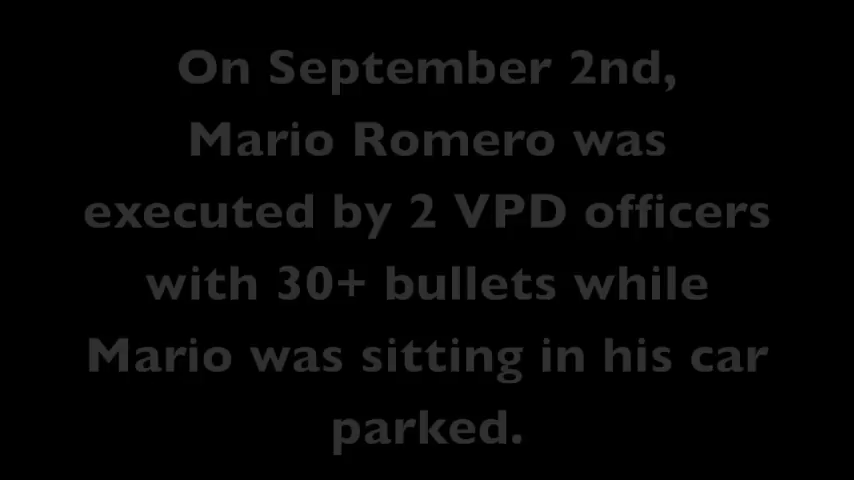 On September 2nd,
Mario Romero was
executed by 2 VPD officers
with 30+ bullets while
Mario was sitting in his car
parked.